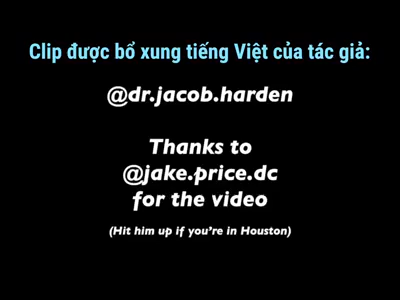 Clip được bổ xung tiếng Việt của tác giả:
@dr.jacob.harden
Thanks to
@jake.price.dc
for the video
(Hit him up if you're in Houston)